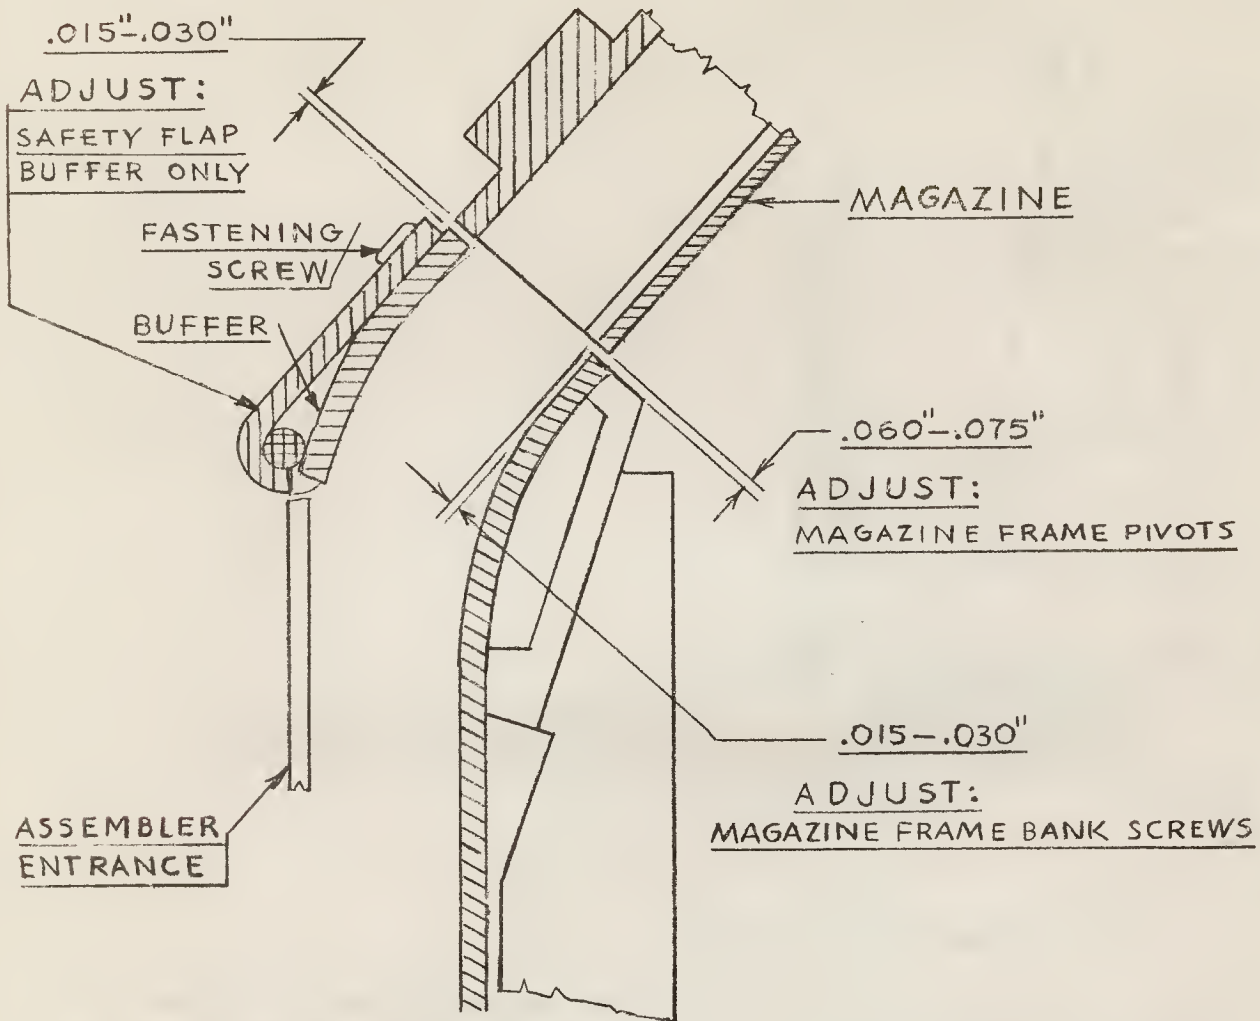 .015"-.030"
ADJUST:
SAFETY FLAP
BUFFER ONLY
FASTENING
SCREW
BUFFER
MAGAZINE
.060"-.075"
ADJUST:
MAGAZINE FRAME PIVOTS
.015-.030"
ADJUST:
MAGAZINE FRAME BANK SCREWS
ASSEMBLER
ENTRANCE